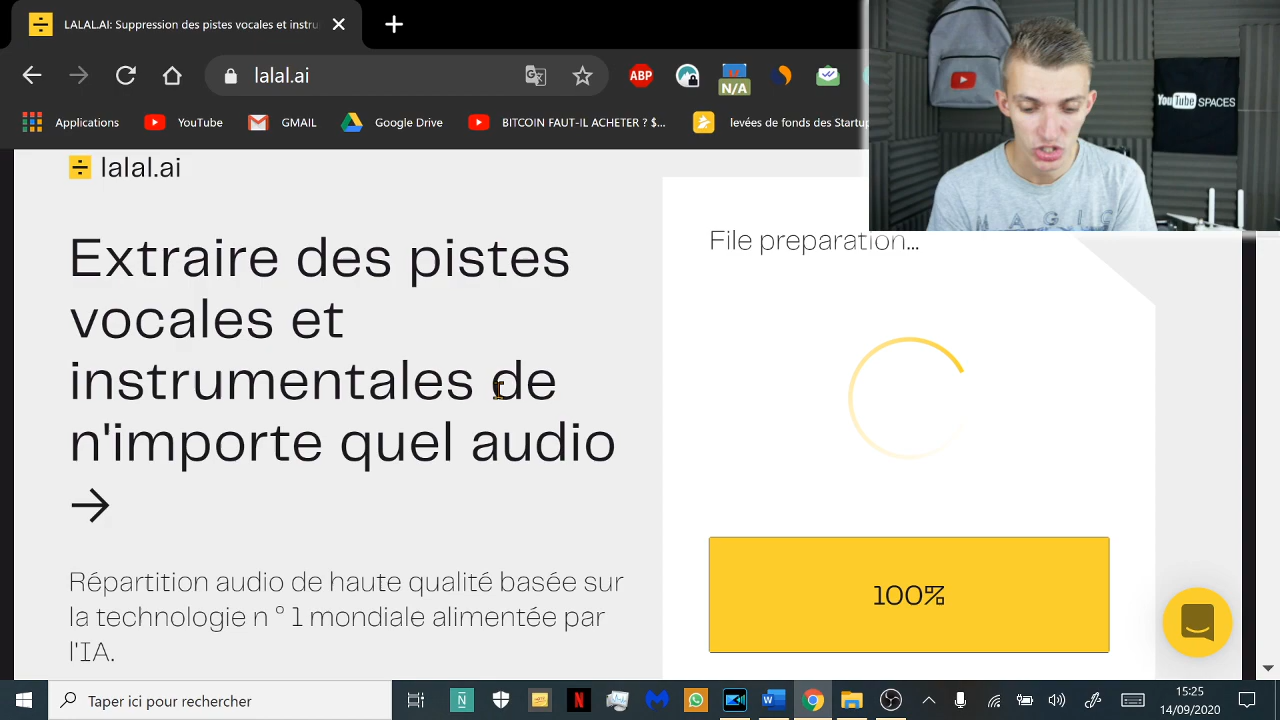 LALAL.AI: Suppression des pistes vocales et instru
lalal.ai
ABP
N/A
Applications
YouTube
GMAIL
Google Drive
BITCOIN FAUT-IL ACHETER ? $...
levées de fonds des Startup
YouTube SPACES
MAGIC
lalal.ai
Extraire des pistes
vocales et
instrumentales de
n'importe quel audio
→
Répartition audio de haute qualité basée sur
la technologie n ° 1 mondiale alimentée par
l'IA.
File preparation...
100%
Taper ici pour rechercher
15:25
14/09/2020